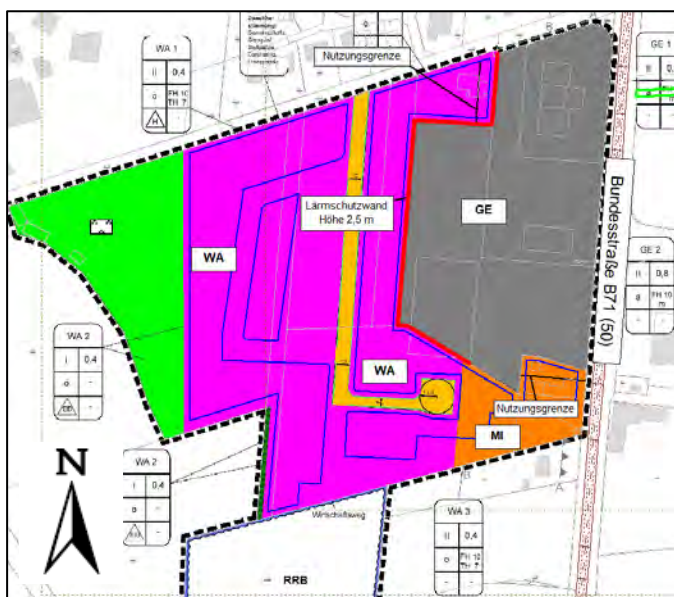 WA 1
II 0,4
o FH 10
TH 7
H -
Nutzungsgrenze
GE 1
Lärmschutzwand
Höhe 2,5 m
GE
Bundesstraße B71 (50)
WA
GE 2
II 0,8
a FH 10
m
- -
- -
WA 2
I 0,4
o -
ED -
- -
WA
Nutzungsgrenze
MI
WA 2
I 0,4
o -
-
N
B
A
Wirtschaftsweg
WA 3
II 0,4
o FH 10
TH 7
- -
- -
RRB